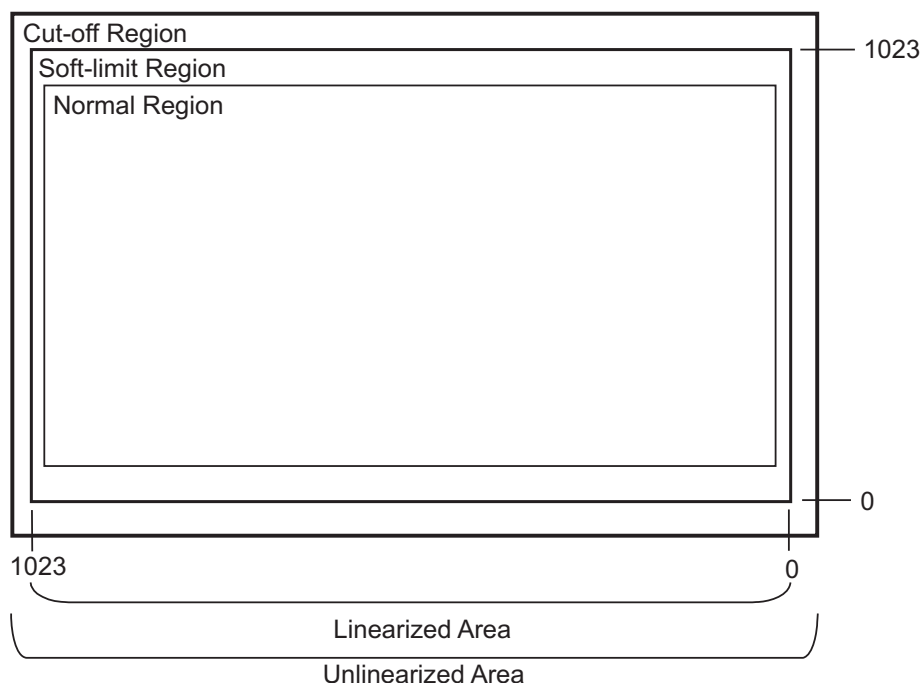 Cut-off Region
1023
Soft-limit Region
Normal Region
0
1023
0
Linearized Area
Unlinearized Area